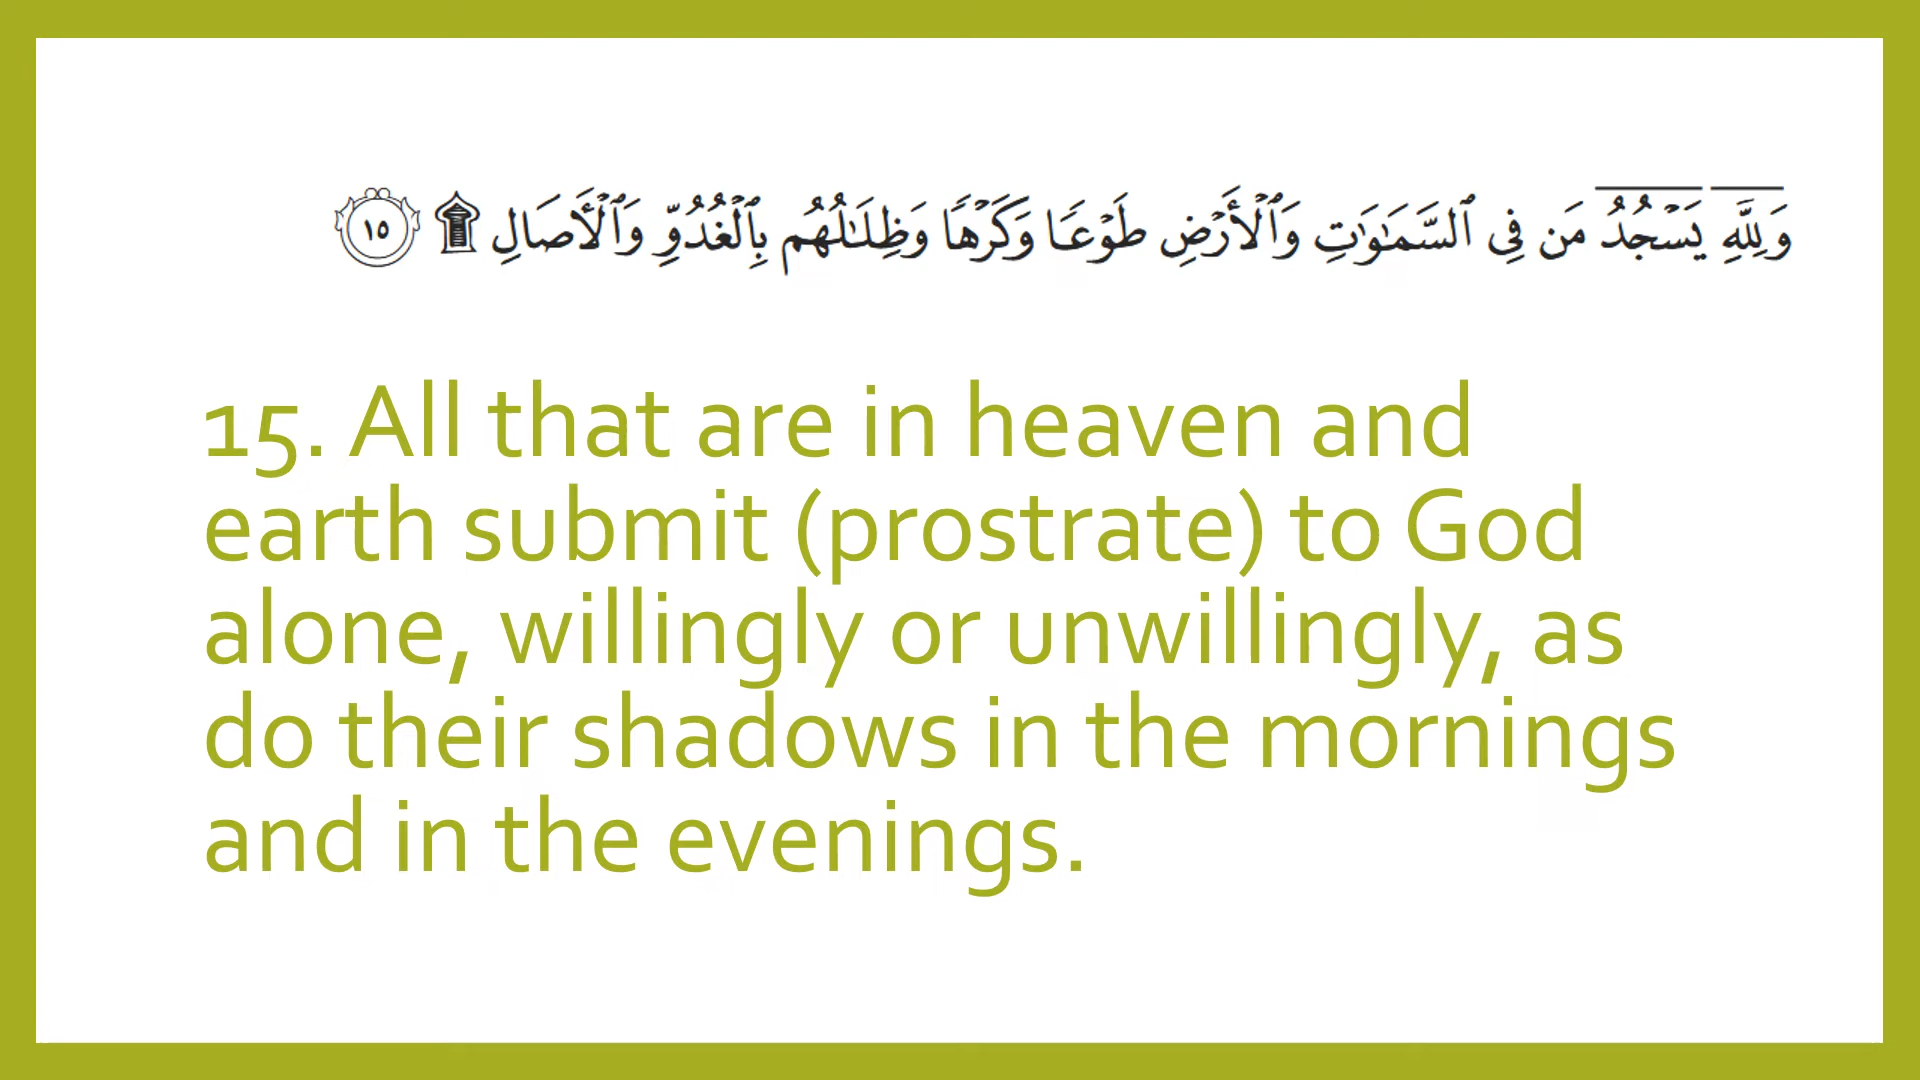 وَلِلَّهِ يَسْجُدُ مَن فِى ٱلسَّمَـٰوَٰتِ وَٱلْأَرْضِ طَوْعًا وَكَرْهًا وَظِلَـٰلُهُم بِٱلْغُدُوِّ وَٱلْـَٔاصَالِ ۩ ١٥
15. All that are in heaven and
earth submit (prostrate) to God
alone, willingly or unwillingly, as
do their shadows in the mornings
and in the evenings.